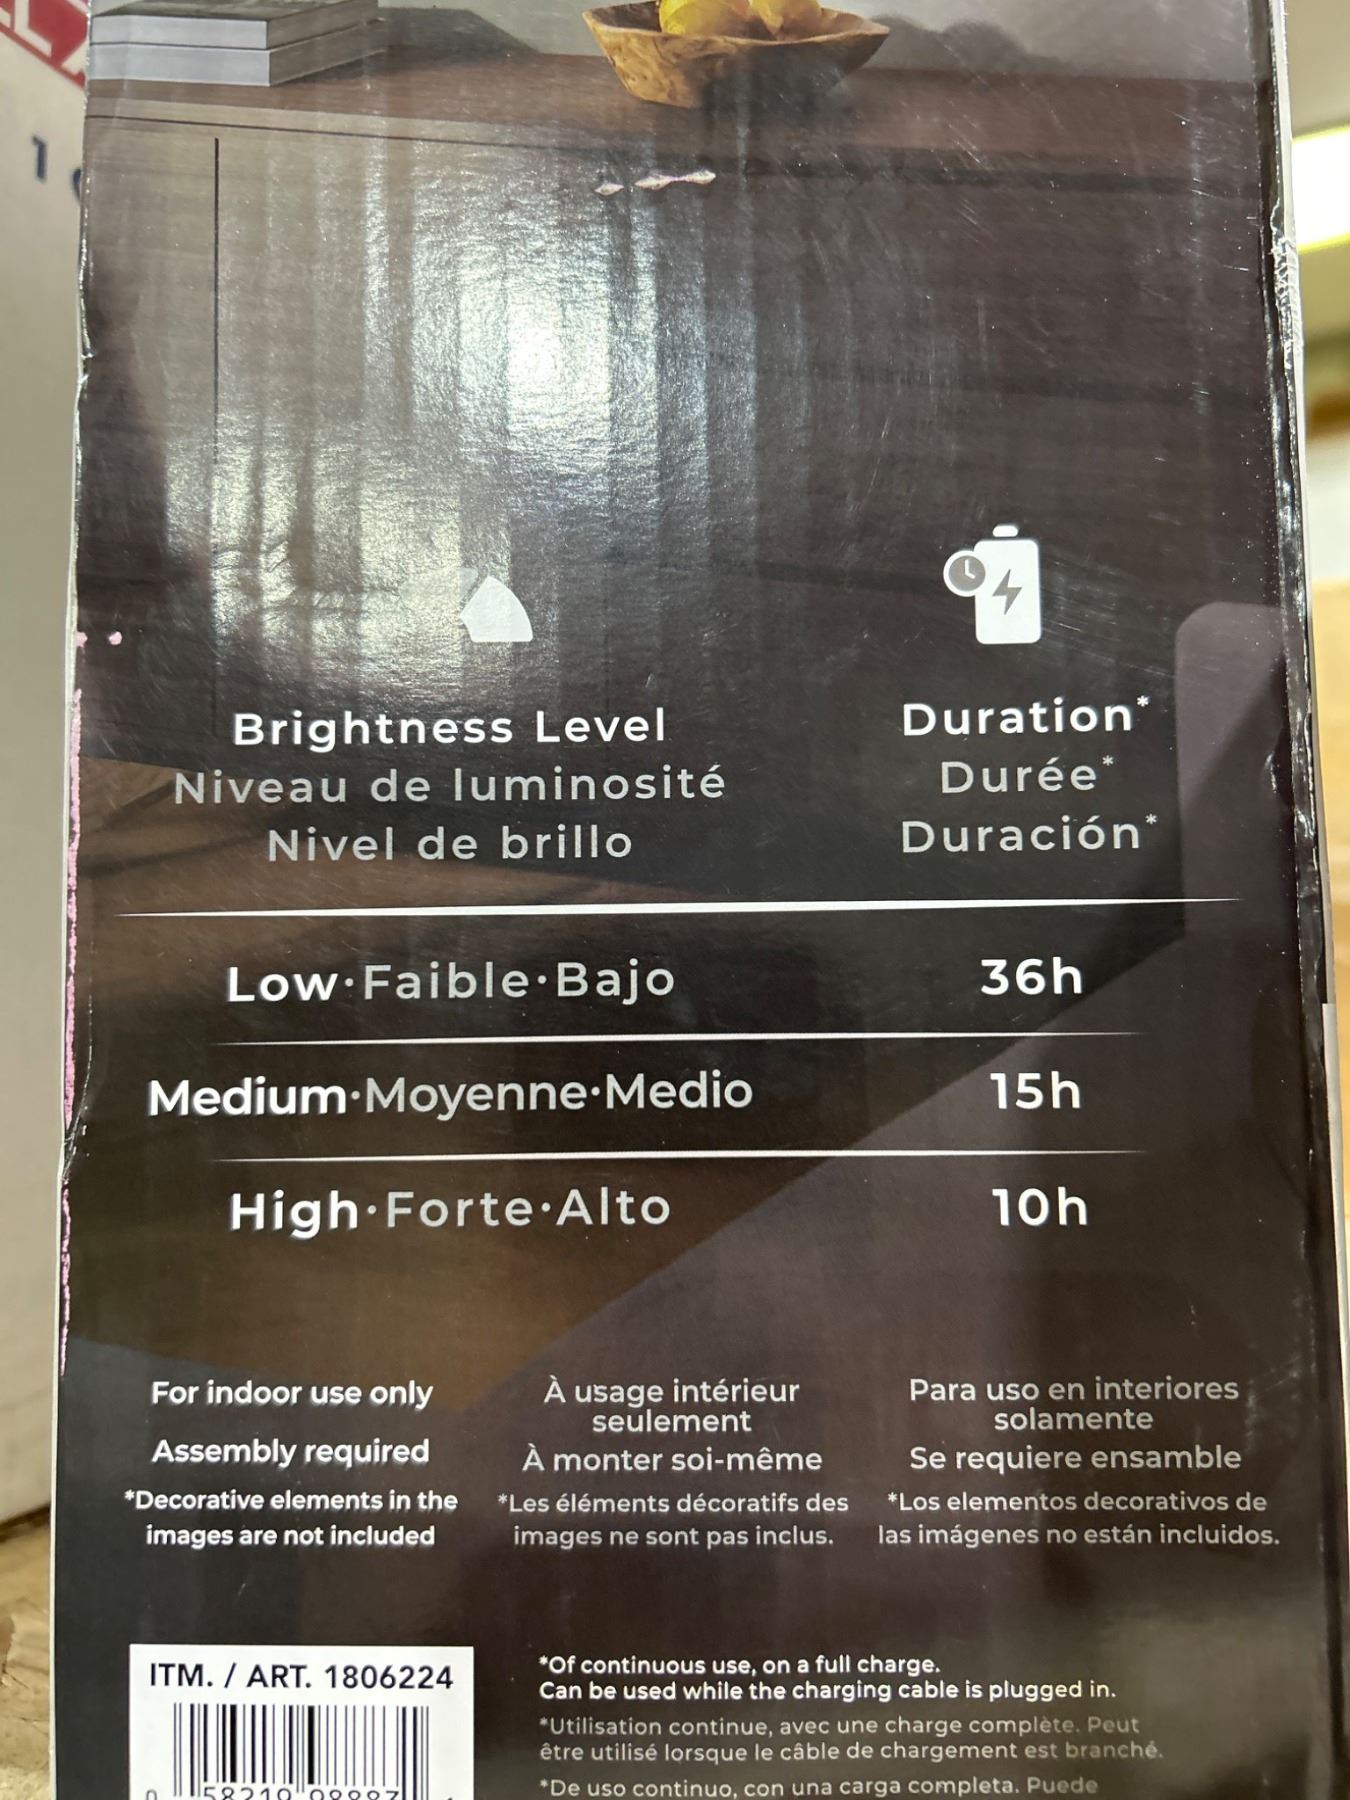 Brightness Level
Niveau de luminosité
Nivel de brillo
Duration*
Durée*
Duración*
Low·Faible·Bajo 36h
Medium·Moyenne·Medio 15h
High·Forte·Alto 10h
For indoor use only
Assembly required
*Decorative elements in the
images are not included
À usage intérieur
seulement
À monter soi-même
*Les éléments décoratifs des
images ne sont pas inclus.
Para uso en interiores
solamente
Se requiere ensamble
*Los elementos decorativos de
las imágenes no están incluidos.
ITM. / ART. 1806224
*Of continuous use, on a full charge.
Can be used while the charging cable is plugged in.
*Utilisation continue, avec une charge complète. Peut
être utilisé lorsque le câble de chargement est branché.
*De uso continuo, con una carga completa. Puede